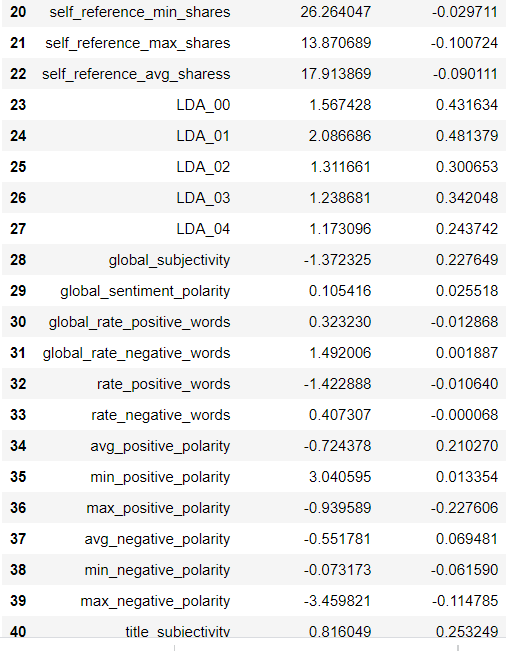 20 self_reference_min_shares 26.264047 -0.029711
21 self_reference_max_shares 13.870689 -0.100724
22 self_reference_avg_sharess 17.913869 -0.090111
23 LDA_00 1.567428 0.431634
24 LDA_01 2.086686 0.481379
25 LDA_02 1.311661 0.300653
26 LDA_03 1.238681 0.342048
27 LDA_04 1.173096 0.243742
28 global_subjectivity -1.372325 0.227649
29 global_sentiment_polarity 0.105416 0.025518
30 global_rate_positive_words 0.323230 -0.012868
31 global_rate_negative_words 1.492006 0.001887
32 rate_positive_words -1.422888 -0.010640
33 rate_negative_words 0.407307 -0.000068
34 avg_positive_polarity -0.724378 0.210270
35 min_positive_polarity 3.040595 0.013354
36 max_positive_polarity -0.939589 -0.227606
37 avg_negative_polarity -0.551781 0.069481
38 min_negative_polarity -0.073173 -0.061590
39 max_negative_polarity -3.459821 -0.114785
40 title_subjectivity 0.816049 0.253249